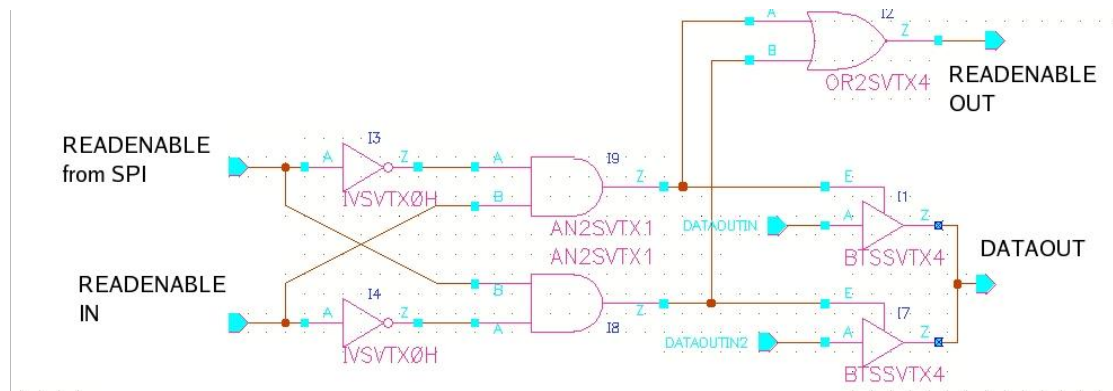 A
I2
Z
B
OR2SVTX4
READENABLE
OUT
READENABLE
from SPI
I3
A
Z
IVSVTX0H
A
I9
B
Z
AN2SVTX1
AN2SVTX1
E
I1
DATAOUTIN
A
Z
BTSSVTX4
DATAOUT
READENABLE
IN
I4
A
Z
IVSVTX0H
B
A
Z
I8
E
I7
DATAOUTIN2
A
Z
BTSSVTX4